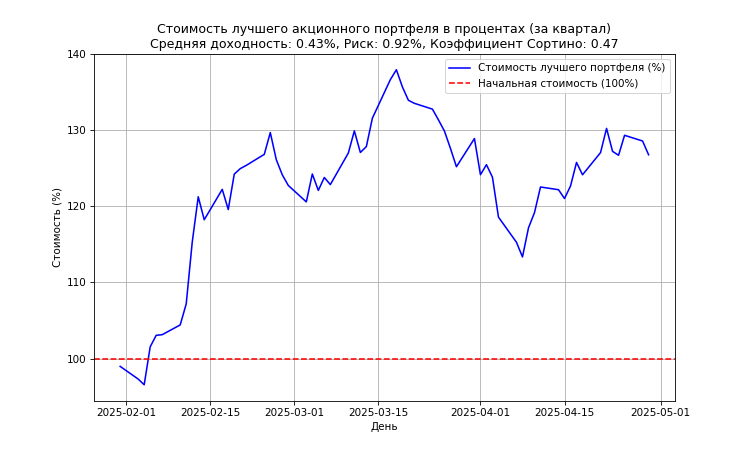 Стоимость лучшего акционного портфеля в процентах (за квартал)
Средняя доходность: 0.43%, Риск: 0.92%, Коэффициент Сортино: 0.47
Стоимость лучшего портфеля (%)
Начальная стоимость (100%)
Стоимость (%)
140
130
120
110
100
2025-02-01 2025-02-15 2025-03-01 2025-03-15 2025-04-01 2025-04-15 2025-05-01
День